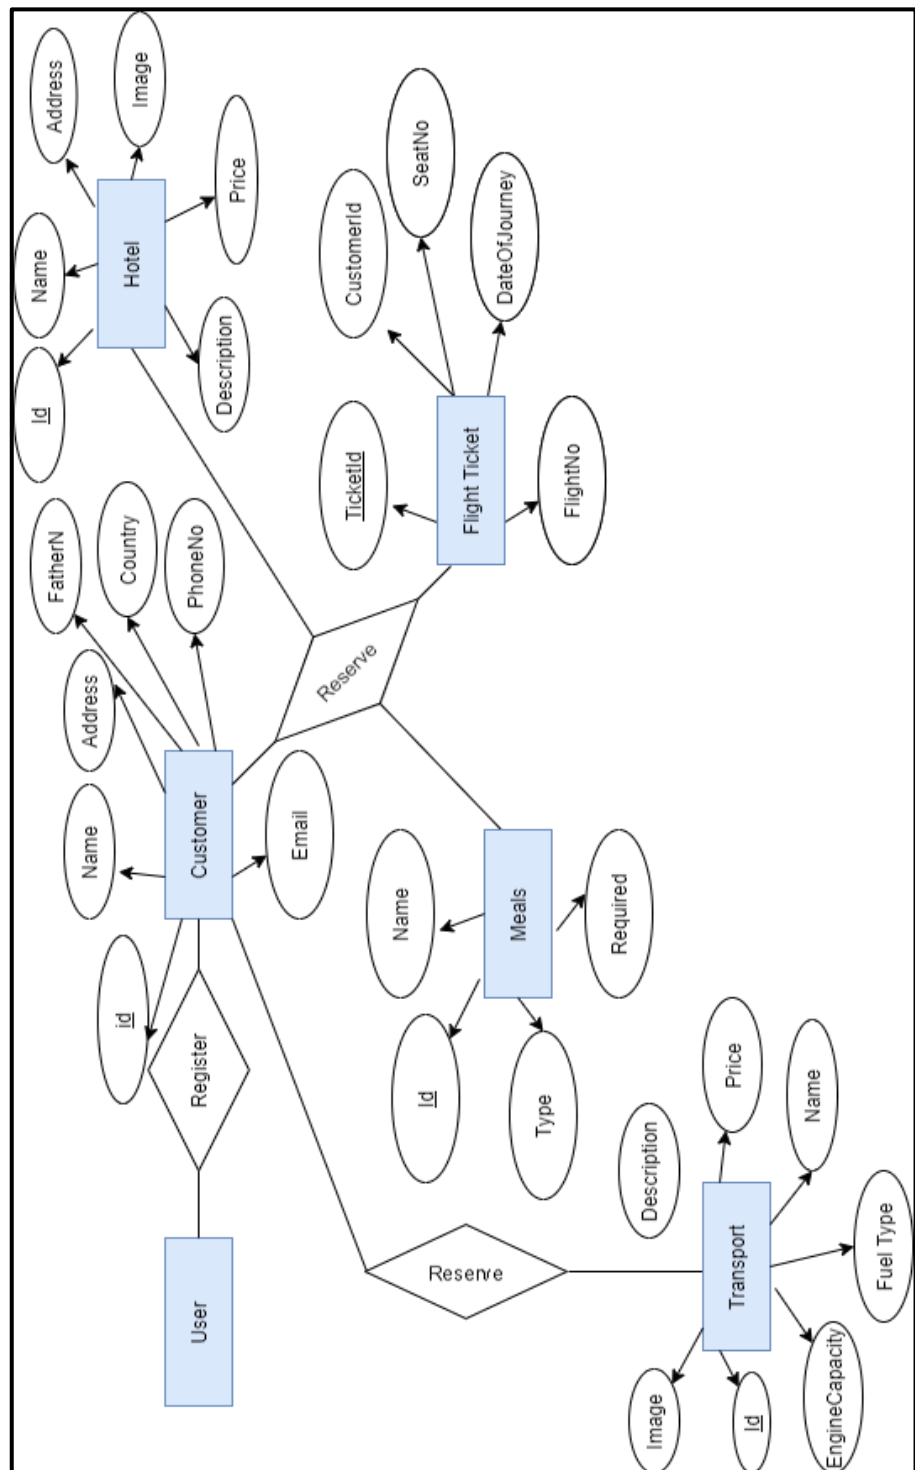 Id
Name
Address
Image
Hotel
Description
Price
id
Name
Address
FatherN
Country
PhoneNo
User
Register
Customer
Email
Reserve
TicketId
CustomerId
SeatNo
Flight Ticket
FlightNo
DateOfJourney
Id
Name
Meals
Type
Required
Reserve
Image
Description
Id
Transport
Price
EngineCapacity
Fuel Type
Name